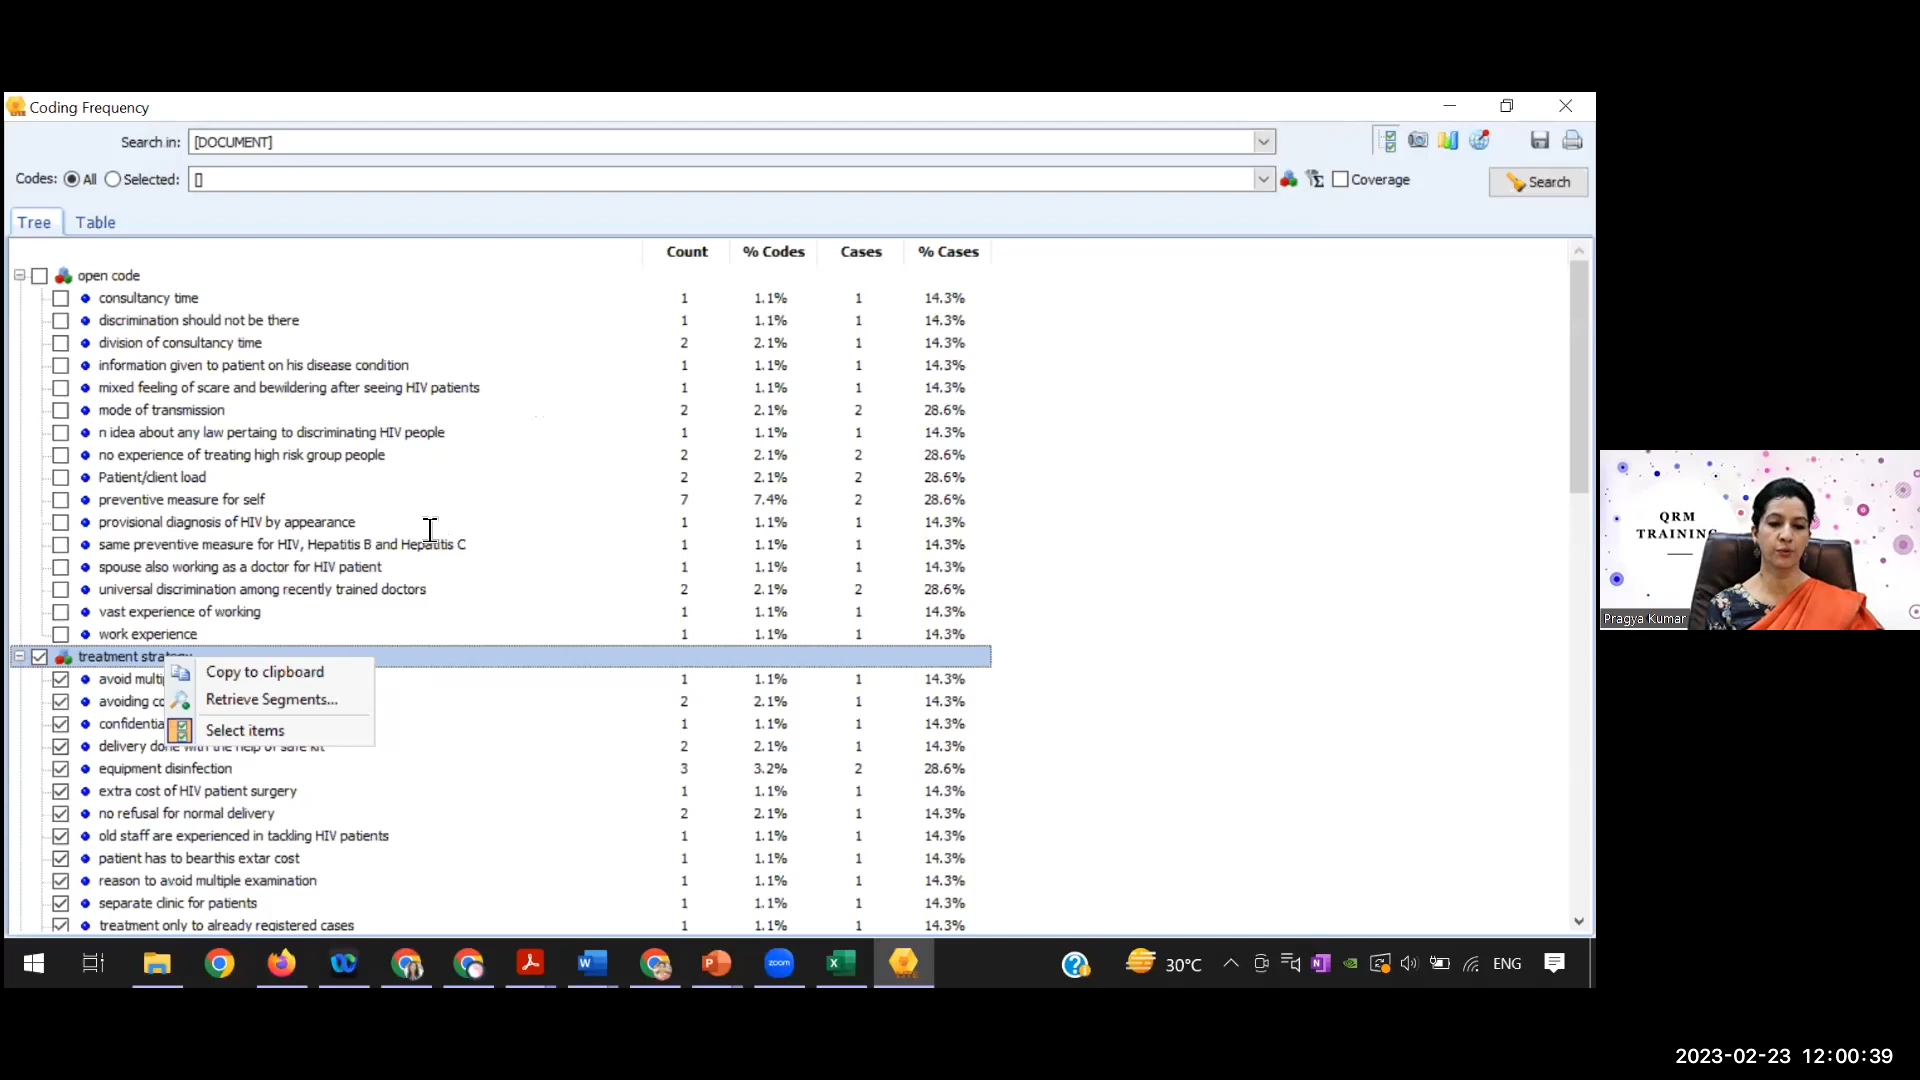 Coding Frequency
Search in: [DOCUMENT]
Codes: All Selected: [] Coverage Search
Tree Table
Count % Codes Cases % Cases
open code
consultancy time 1 1.1% 1 14.3%
discrimination should not be there 1 1.1% 1 14.3%
division of consultancy time 2 2.1% 1 14.3%
information given to patient on his disease condition 1 1.1% 1 14.3%
mixed feeling of scare and bewildering after seeing HIV patients 1 1.1% 1 14.3%
mode of transmission 2 2.1% 2 28.6%
n idea about any law pertaing to discriminating HIV people 1 1.1% 1 14.3%
no experience of treating high risk group people 2 2.1% 2 28.6%
Patient/client load 2 2.1% 2 28.6%
preventive measure for self 7 7.4% 2 28.6%
provisional diagnosis of HIV by appearance 1 1.1% 1 14.3%
same preventive measure for HIV, Hepatitis B and Hepatitis C 1 1.1% 1 14.3%
spouse also working as a doctor for HIV patient 1 1.1% 1 14.3%
universal discrimination among recently trained doctors 2 2.1% 2 28.6%
vast experience of working 1 1.1% 1 14.3%
work experience 1 1.1% 1 14.3%
treatment strategy
Copy to clipboard
avoid 1 1.1% 1 14.3%
Retrieve Segments...
avoiding 2 2.1% 1 14.3%
1 1.1% 1 14.3%
Select items
delivery done with the help of safe kit 2 2.1% 1 14.3%
equipment disinfection 3 3.2% 2 28.6%
extra cost of HIV patient surgery 1 1.1% 1 14.3%
no refusal for normal delivery 2 2.1% 1 14.3%
old staff are experienced in tackling HIV patients 1 1.1% 1 14.3%
patient has to bearthis extar cost 1 1.1% 1 14.3%
reason to avoid multiple examination 1 1.1% 1 14.3%
separate clinic for patients 1 1.1% 1 14.3%
treatment only to already registered cases 1 1.1% 1 14.3%
zoom
30°C ENG
QRM
TRAINING
Pragya Kumar
2023-02-23 12:00:39